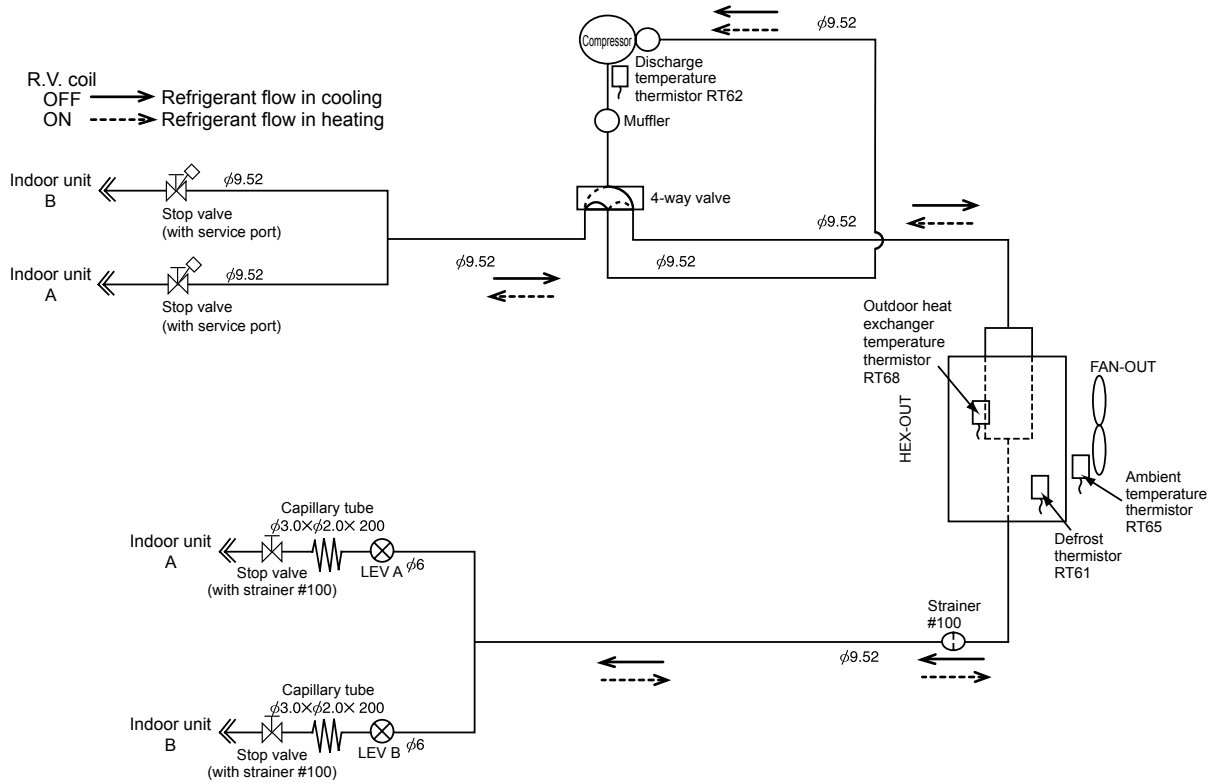 Compressor
ϕ9.52
Discharge
temperature
thermistor RT62
R.V. coil
OFF Refrigerant flow in cooling
ON Refrigerant flow in heating
Muffler
Indoor unit
B
ϕ9.52
Stop valve
(with service port)
4-way valve
ϕ9.52
Indoor unit
A
ϕ9.52
Stop valve
(with service port)
ϕ9.52
ϕ9.52
Outdoor heat
exchanger
temperature
thermistor
RT68
HEX-OUT
FAN-OUT
Ambient
temperature
thermistor
RT65
Defrost
thermistor
RT61
Capillary tube
ϕ3.0×ϕ2.0× 200
Indoor unit
A
Stop valve
(with strainer #100)
LEV A
ϕ6
Strainer
#100
ϕ9.52
Capillary tube
ϕ3.0×ϕ2.0× 200
Indoor unit
B
Stop valve
(with strainer #100)
LEV B
ϕ6